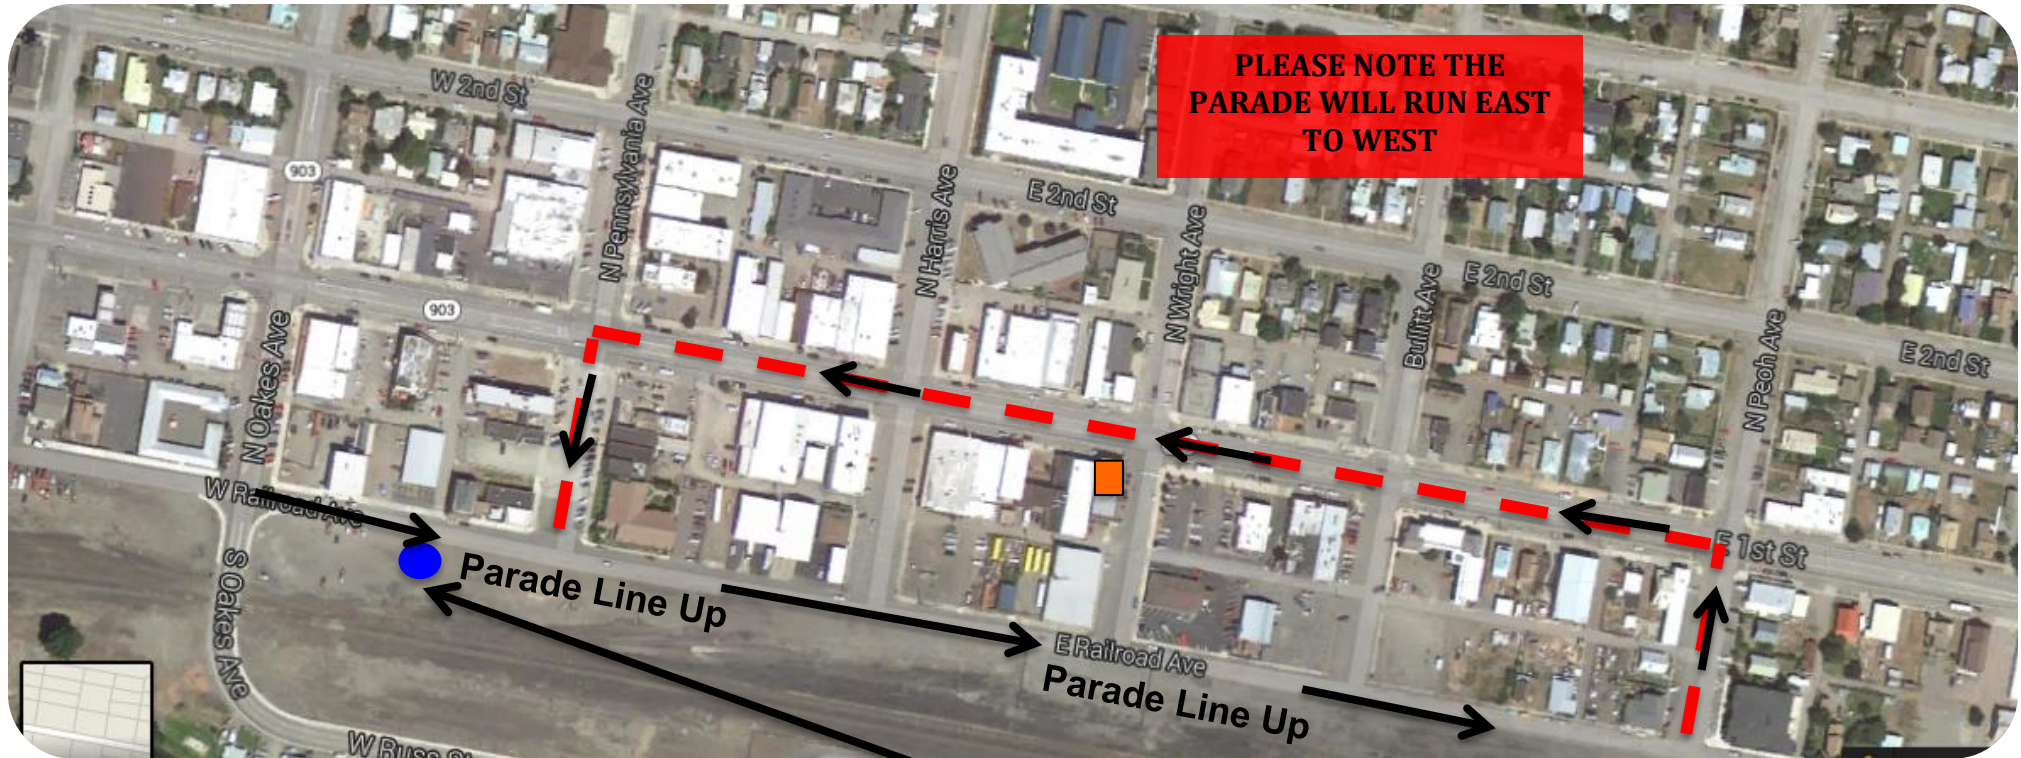 PLEASE NOTE THE
PARADE WILL RUN EAST
TO WEST
W 2nd St
N Pennsylvania Ave
903
E 2nd St
N Harris Ave
N Wright Ave
E 2nd St
Bullitt Ave
903
N Oakes Ave
N Peoh Ave
E 2nd St
W Railroad Ave
E 1st St
S Oakes Ave
Parade Line Up
E Railroad Ave
Parade Line Up
W Russ St